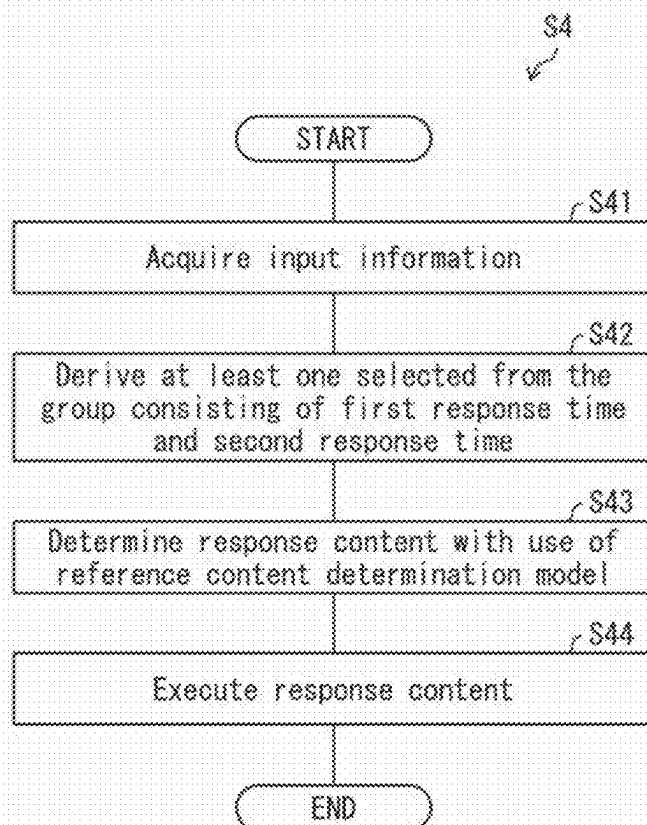 S4
START
S41
Acquire input information
S42
Derive at least one selected from the
group consisting of first response time
and second response time
S43
Determine response content with use of
reference content determination model
S44
Execute response content
END